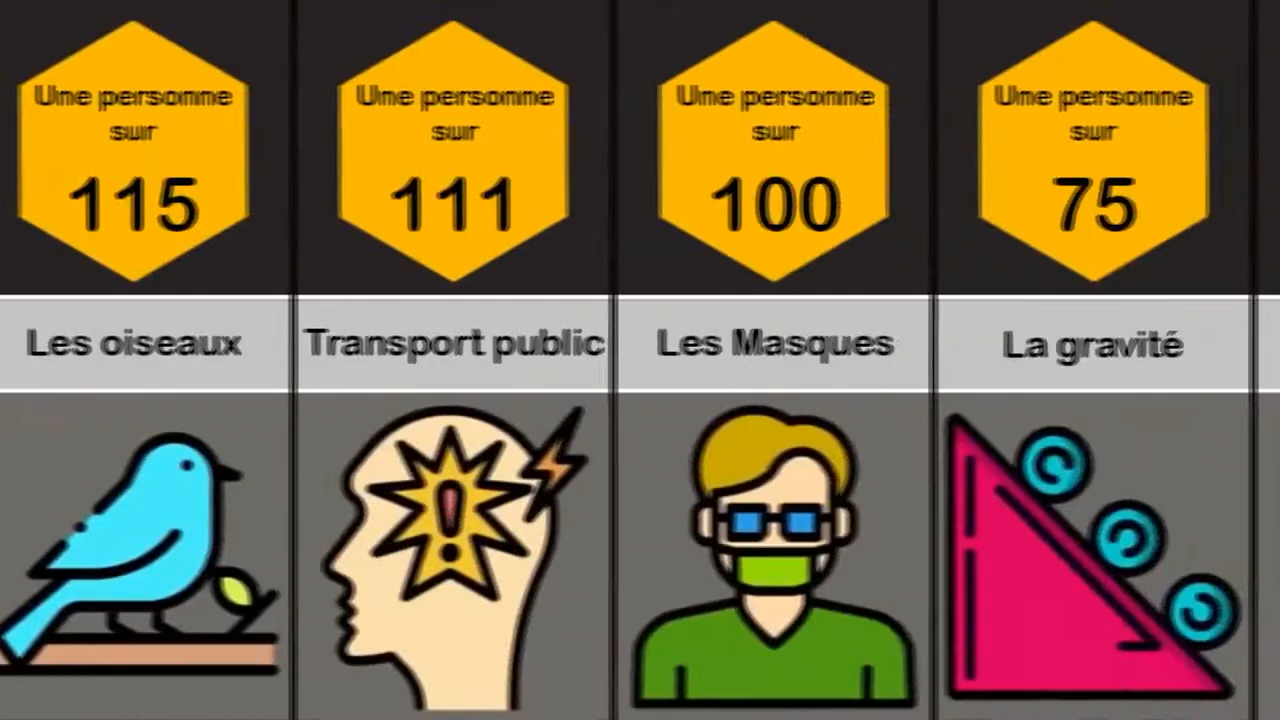 Une personne
sur
115
Une personne
sur
111
Une personne
sur
100
Une personne
sur
75
Les oiseaux
Transport public
Les Masques
La gravité